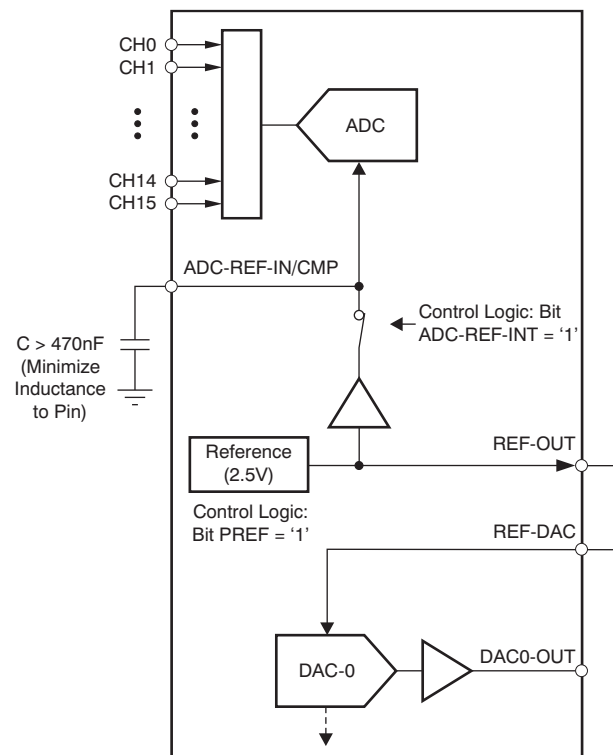 CH0
CH1
ADC
CH14
CH15
ADC-REF-IN/CMP
Control Logic: Bit
ADC-REF-INT = ‘1’
C > 470nF
(Minimize
Inductance
to Pin)
Reference
(2.5V)
REF-OUT
Control Logic:
Bit PREF = ‘1’
REF-DAC
DAC-0
DAC0-OUT